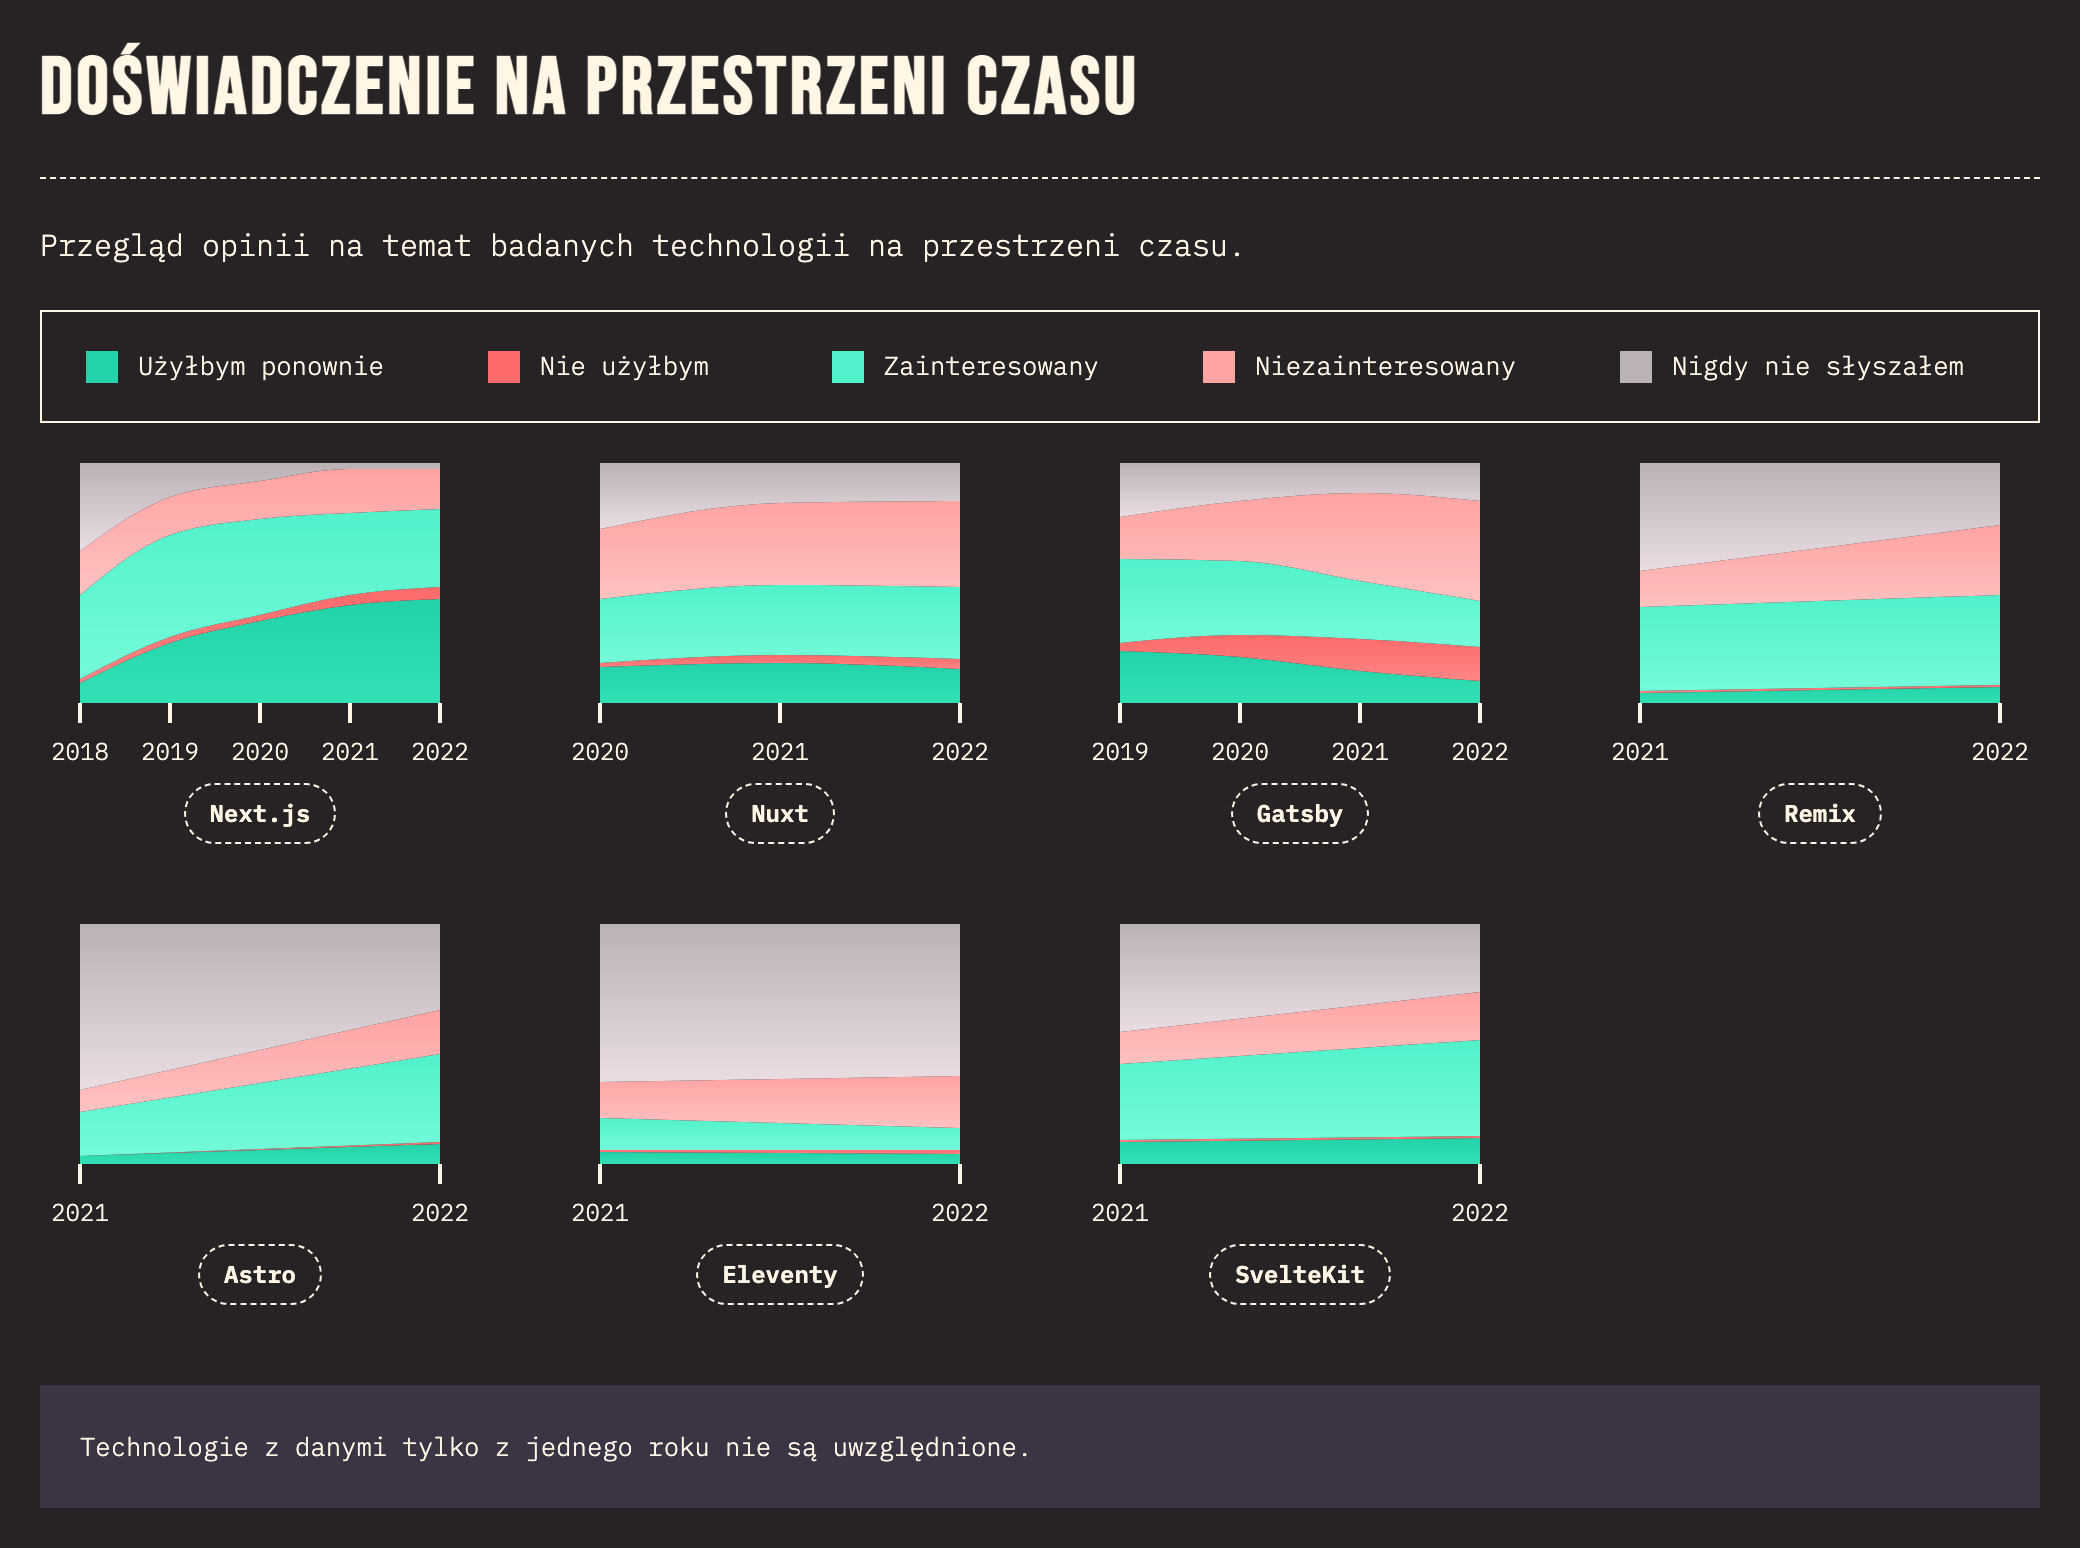 DOŚWIADCZENIE NA PRZESTRZENI CZASU
Przegląd opinii na temat badanych technologii na przestrzeni czasu.
Użyłbym ponownie Nie użyłbym Zainteresowany Niezainteresowany Nigdy nie słyszałem
2018 2019 2020 2021 2022 2020 2021 2022 2019 2020 2021 2022 2021 2022
Next.js Nuxt Gatsby Remix
2021 2022 2021 2022 2021 2022
Astro Eleventy SvelteKit
Technologie z danymi tylko z jednego roku nie są uwzględnione.